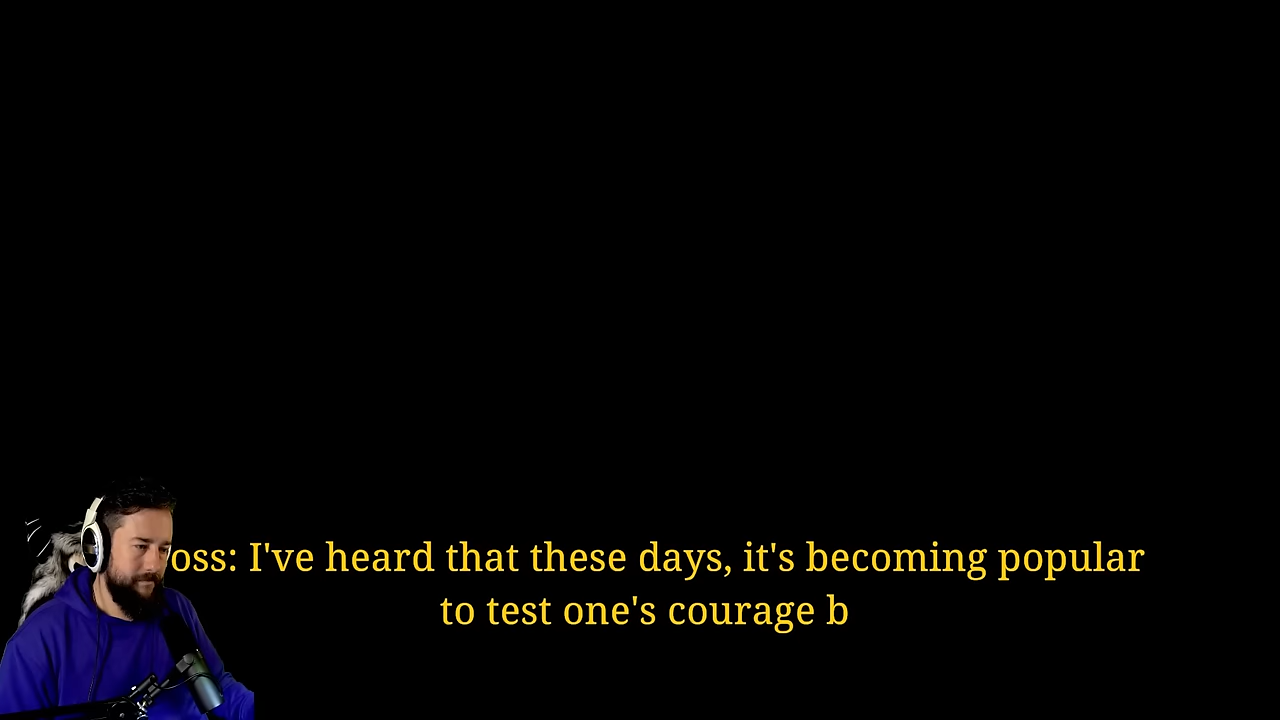 oss: I've heard that these days, it's becoming popular
to test one's courage b